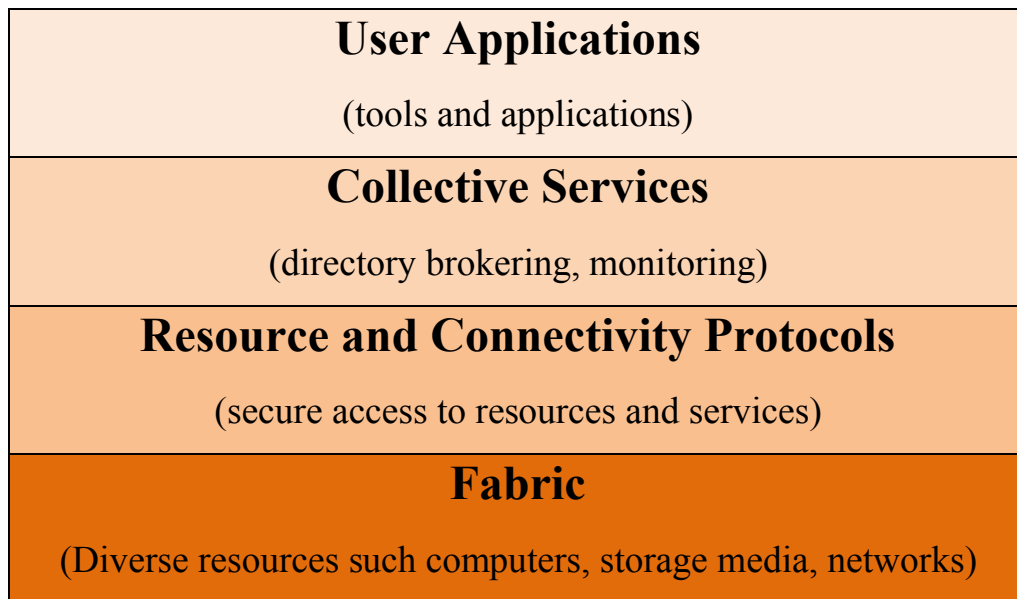 User Applications
(tools and applications)
Collective Services
(directory brokering, monitoring)
Resource and Connectivity Protocols
(secure access to resources and services)
Fabric
(Diverse resources such computers, storage media, networks)